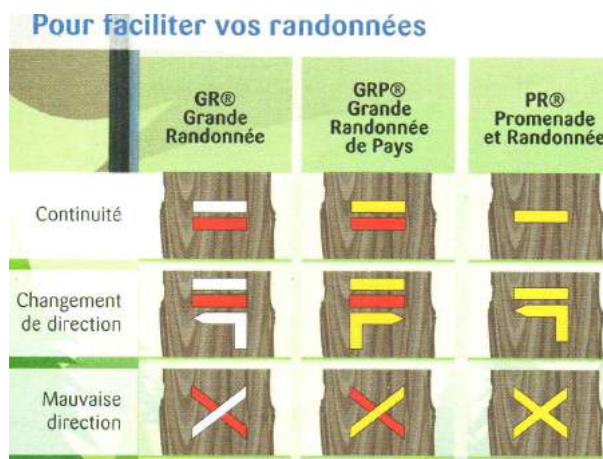 Pour faciliter vos randonnées
GR®
Grande
Randonnée
GRP®
Grande
Randonnée
de Pays
PR®
Promenade
et Randonnée
Continuité
Changement
de direction
Mauvaise
direction